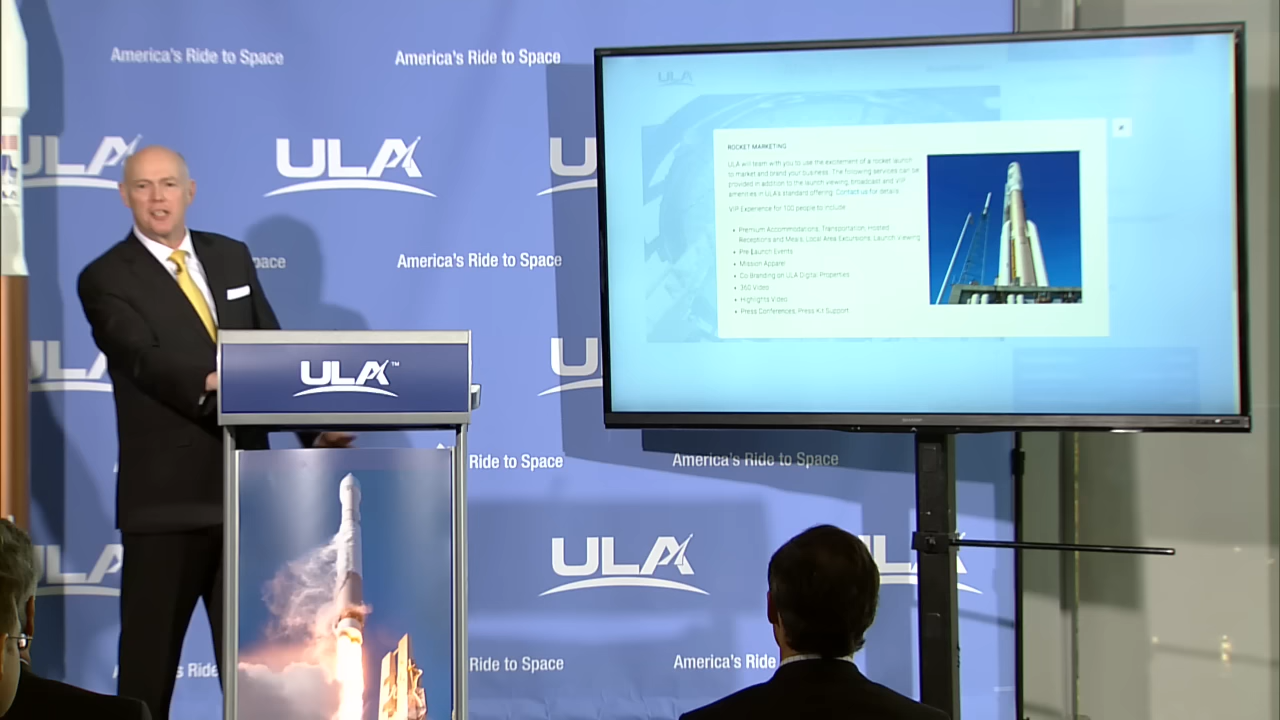 America's Ride to Space
America's Ride to Space
ULA
ULA
U
pace
America's Ride to Space
ULA
U
ULA™
Ride to Space
America's Ride to Space
ULA
ULA
ULA
s Ride
Ride to Space
America's Ride
ULA
ROCKET MARKETING
ULA will team with you to use the excitement of a rocket launch
to market and brand your business. The following services can be
provided in addition to the launch viewing, broadcast and VIP
amenities in ULA's standard offering. Contact us for details.
VIP Experience for 100 people to include:
• Premium Accommodations, Transportation, Hosted
Receptions and Meals, Local Area Excursions, Launch Viewing
• Pre Launch Events
• Mission Apparel
• Co Branding on ULA Digital Properties
• 360 Video
• Highlights Video
• Press Conferences, Press Kit Support
SHARP